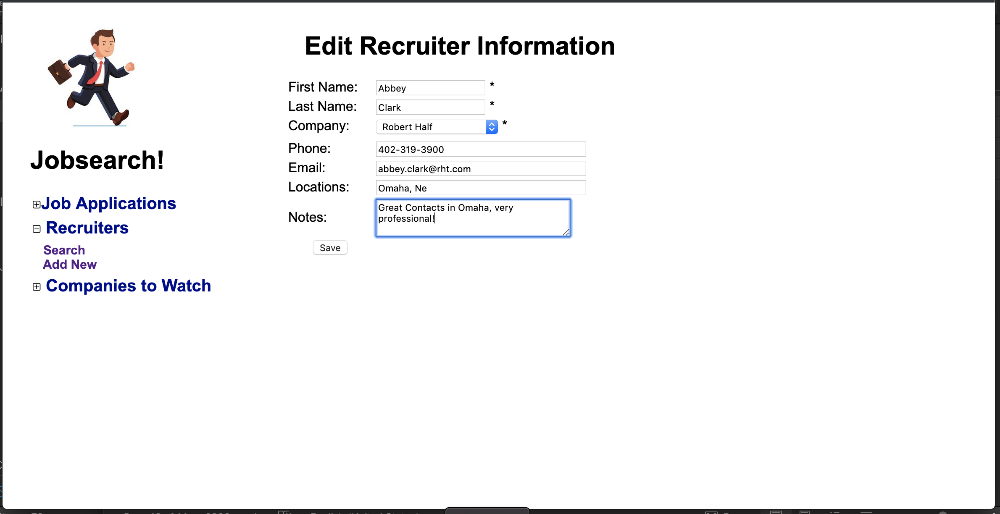 Edit Recruiter Information
First Name: Abbey *
Last Name: Clark *
Company: Robert Half *
Phone: 402-319-3900
Email: abbey.clark@rht.com
Locations: Omaha, Ne
Notes: Great Contacts in Omaha, very
professional!
Save
Jobsearch!
Job Applications
Recruiters
Search
Add New
Companies to Watch